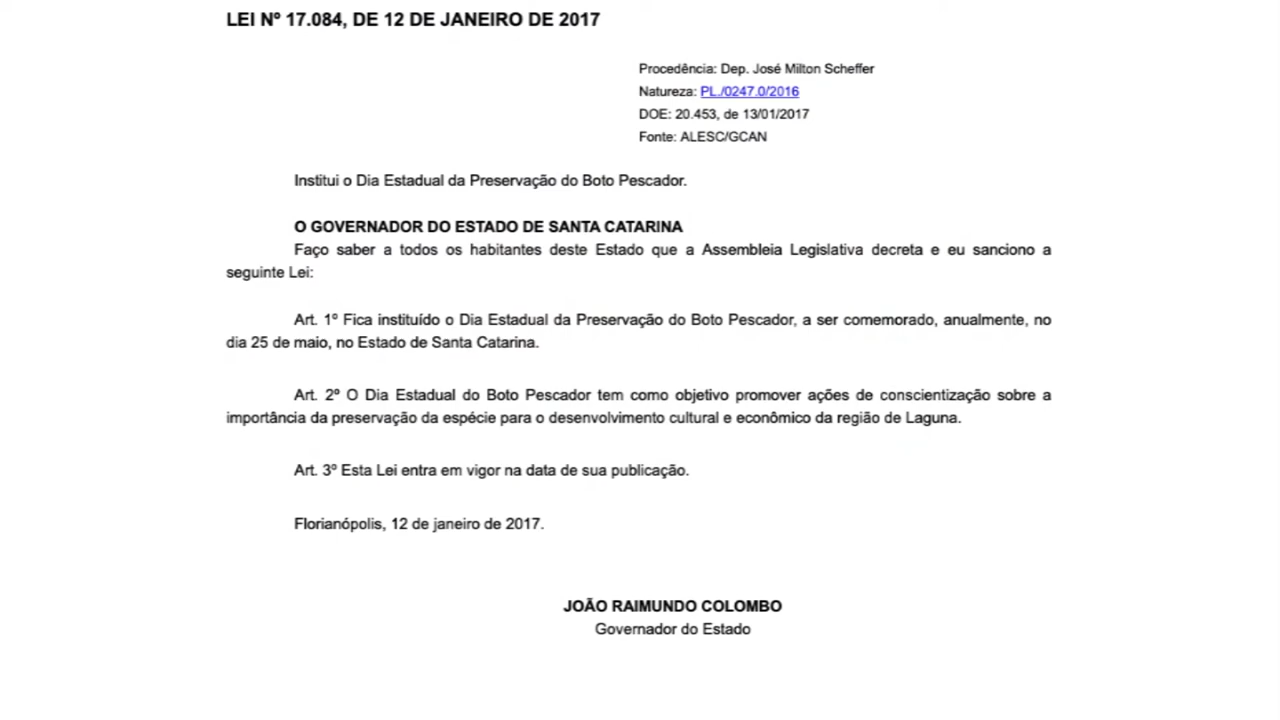 LEI Nº 17.084, DE 12 DE JANEIRO DE 2017
Procedência: Dep. José Milton Scheffer
Natureza: PL./0247.0/2016
DOE: 20.453, de 13/01/2017
Fonte: ALESC/GCAN
Institui o Dia Estadual da Preservação do Boto Pescador.
O GOVERNADOR DO ESTADO DE SANTA CATARINA
Faço saber a todos os habitantes deste Estado que a Assembleia Legislativa decreta e eu sanciono a
seguinte Lei:
Art. 1º Fica instituído o Dia Estadual da Preservação do Boto Pescador, a ser comemorado, anualmente, no
dia 25 de maio, no Estado de Santa Catarina.
Art. 2º O Dia Estadual do Boto Pescador tem como objetivo promover ações de conscientização sobre a
importância da preservação da espécie para o desenvolvimento cultural e econômico da região de Laguna.
Art. 3º Esta Lei entra em vigor na data de sua publicação.
Florianópolis, 12 de janeiro de 2017.
JOÃO RAIMUNDO COLOMBO
Governador do Estado